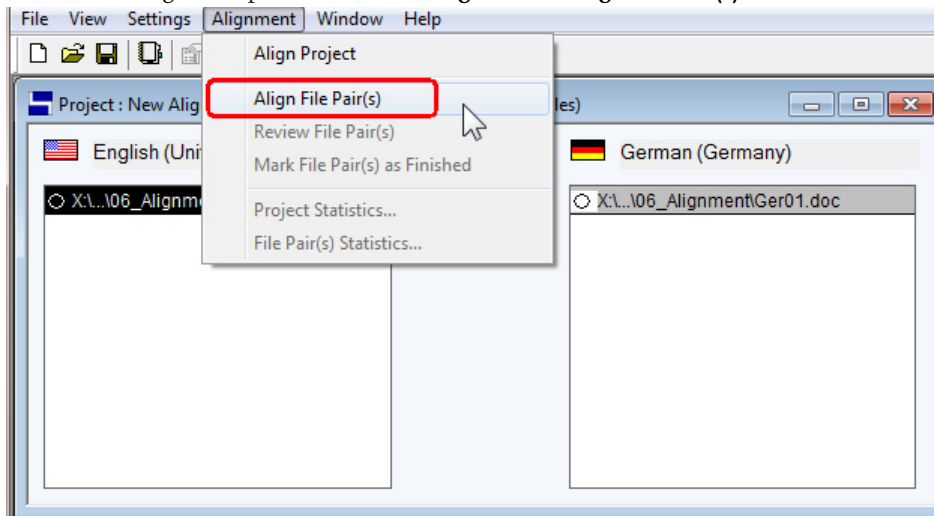 File View Settings Alignment Window Help
Align Project
Project : New Alig
les)
Align File Pair(s)
Review File Pair(s)
English (Uni
German (Germany)
Mark File Pair(s) as Finished
X:\...\06_Alignm
X:\...\06_Alignment\Ger01.doc
Project Statistics...
File Pair(s) Statistics...